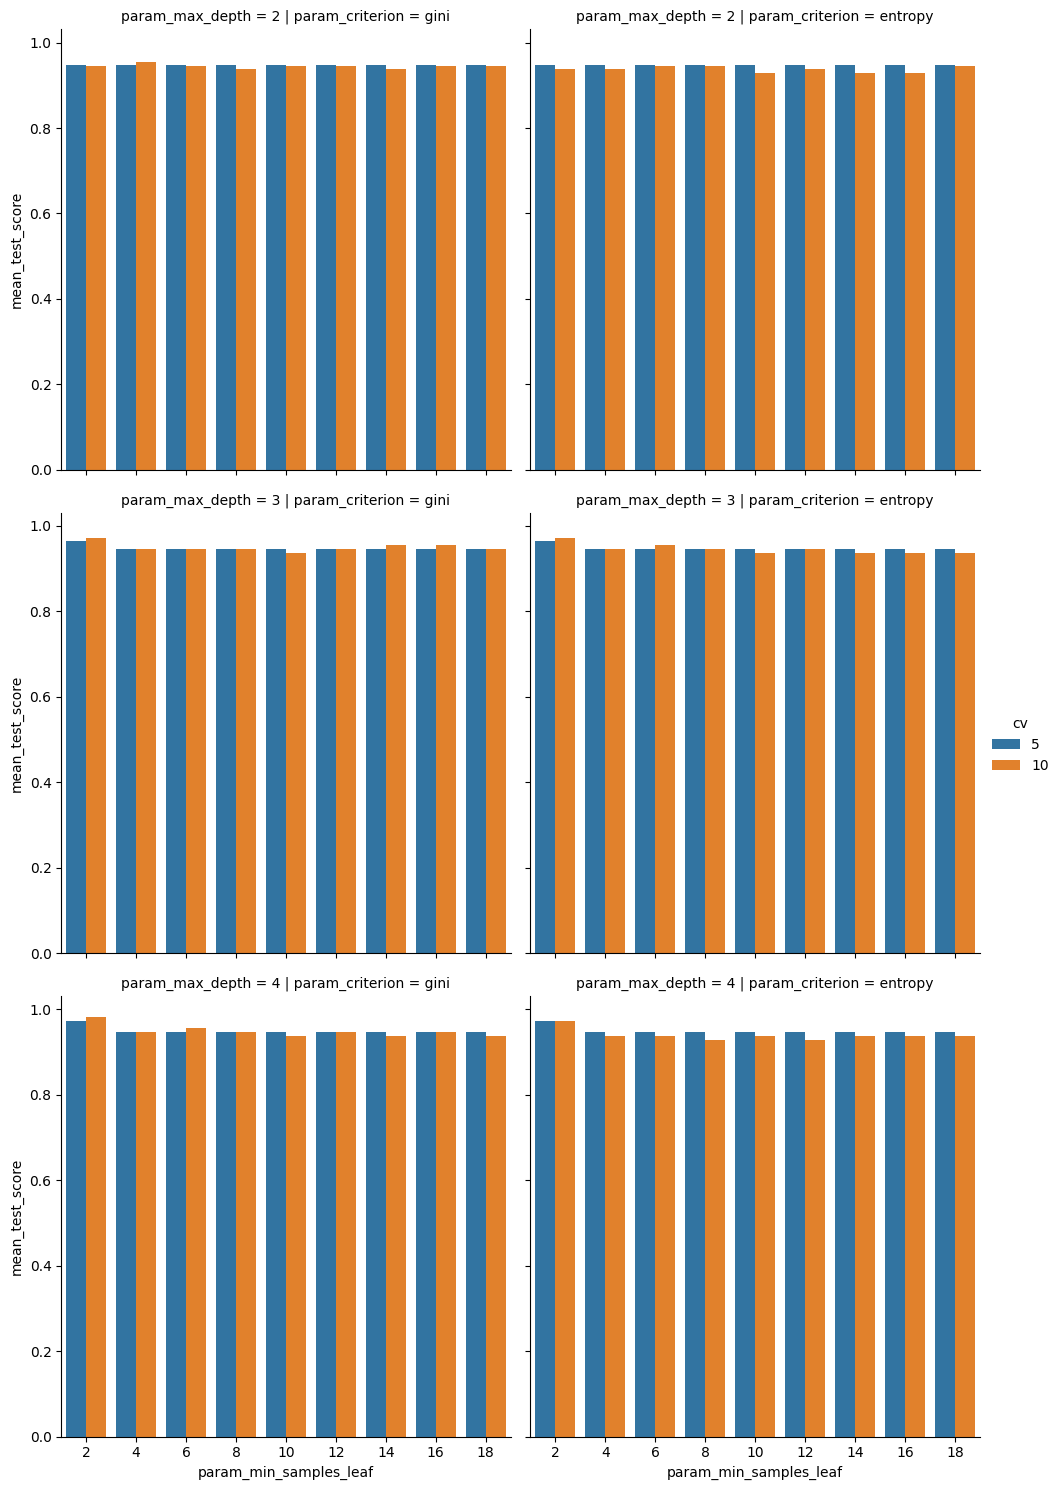 param_max_depth = 2 | param_criterion = gini
param_max_depth = 2 | param_criterion = entropy
1.0
0.8
0.6
0.4
0.2
0.0
mean_test_score
param_max_depth = 3 | param_criterion = gini
param_max_depth = 3 | param_criterion = entropy
1.0
0.8
0.6
0.4
0.2
0.0
mean_test_score
cv
5
10
param_max_depth = 4 | param_criterion = gini
param_max_depth = 4 | param_criterion = entropy
1.0
0.8
0.6
0.4
0.2
0.0
mean_test_score
2 4 6 8 10 12 14 16 18
2 4 6 8 10 12 14 16 18
param_min_samples_leaf
param_min_samples_leaf